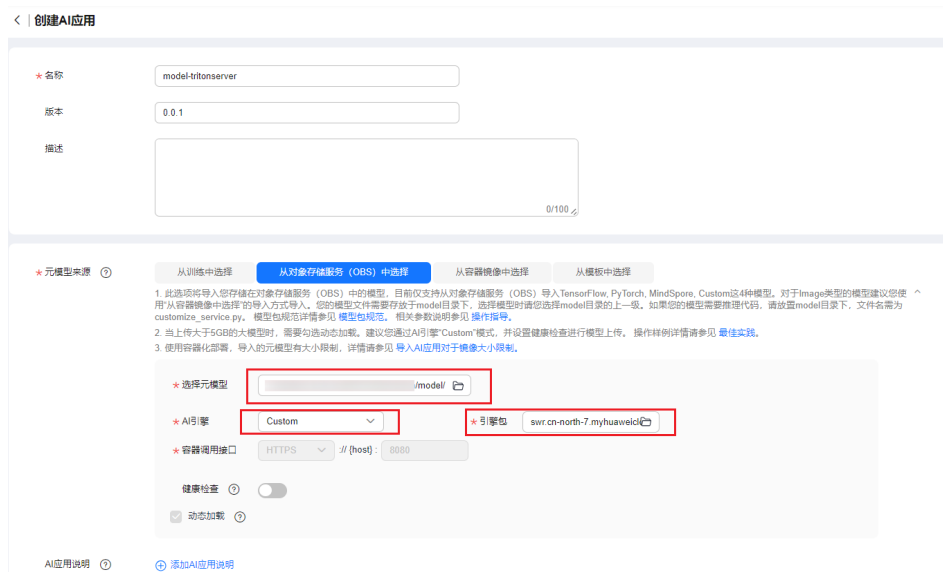 创建AI应用
名称 model-tritonserver
版本 0.0.1
描述
0/100
元模型来源 从训练中选择 从对象存储服务（OBS）中选择 从容器镜像中选择 从模板中选择
1. 此选项将导入您存储在对象存储服务（OBS）中的模型，目前仅支持从对象存储服务（OBS）导入TensorFlow, PyTorch, MindSpore, Custom这4种模型。对于Image类型的模型建议您使
用“从容器镜像中选择”的导入方式导入。您的模型文件需要存放于model目录下，选择模型时请您选择model目录的上一级。如果您的模型需要推理代码，请放置model目录下，文件名需为
customize_service.py。 模型包规范详情参见 模型包规范。 相关参数说明参见 操作指导。
2. 当上传大于5GB的大模型时，需要勾选动态加载。建议您通过AI引擎“Custom”模式，并设置健康检查进行模型上传。 操作样例详情请参见 最佳实践。
3. 使用容器化部署，导入的元模型有大小限制，详情请参见 导入AI应用对于镜像大小限制。
选择元模型 /model/
AI引擎 Custom 引擎包 swr.cn-north-7.myhuaweicl
容器调用接口 HTTPS :// {host} : 8080
健康检查
动态加载
AI应用说明 添加AI应用说明